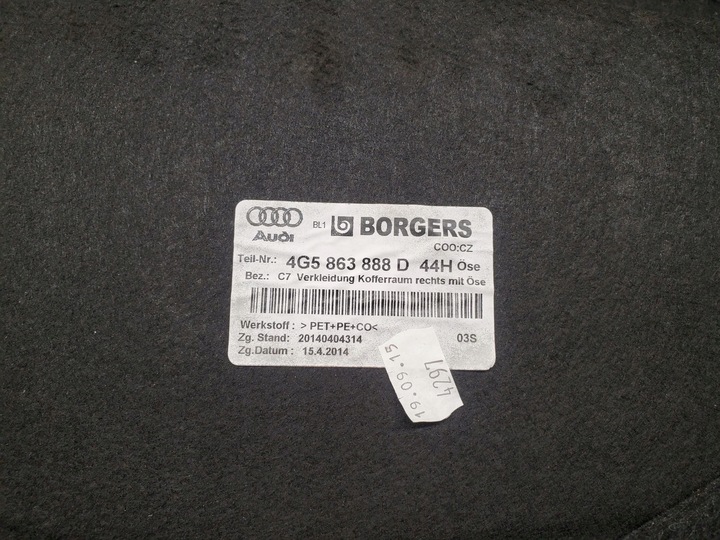 Audi BL1 BORGERS
COO:CZ
Teil-Nr.: 4G5 863 888 D 44H Öse
Bez.: C7 Verkleidung Kofferraum rechts mit Öse
Werkstoff : > PET+PE+CO<
Zg. Stand: 20140404314 03S
Zg.Datum : 15.4.2014
4297
19.09.15